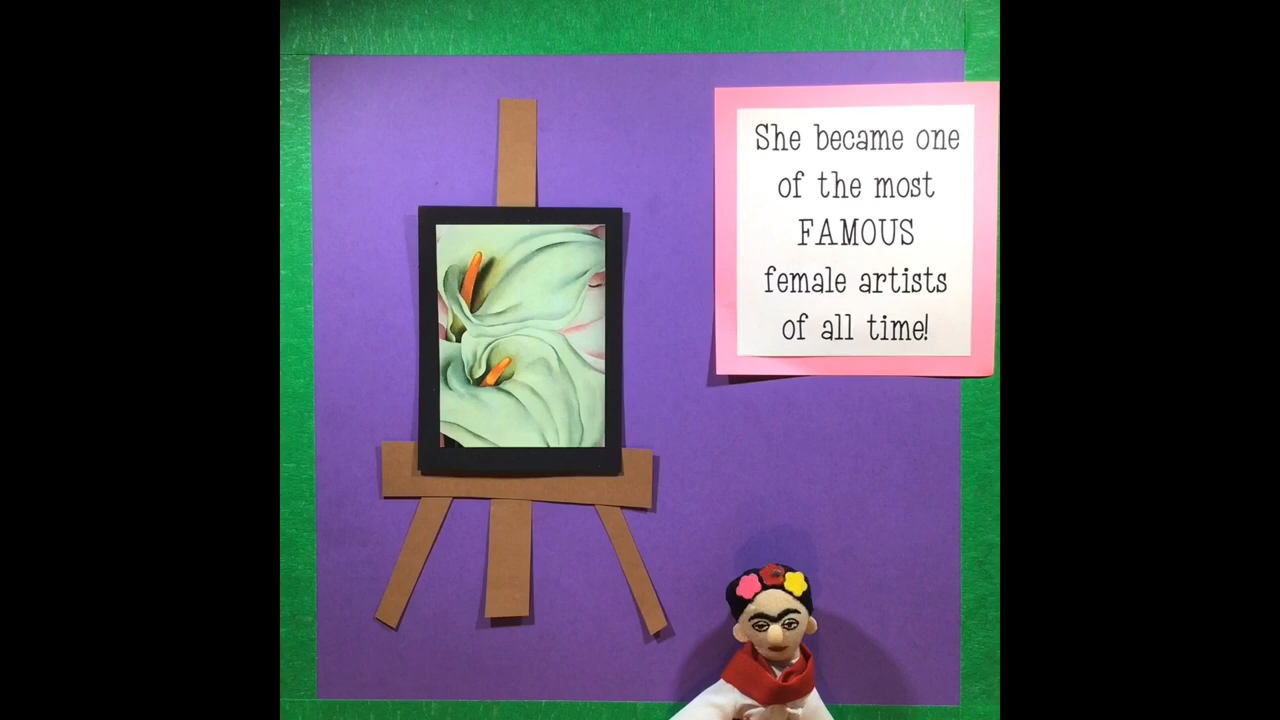 She became one
of the most
FAMOUS
female artists
of all time!